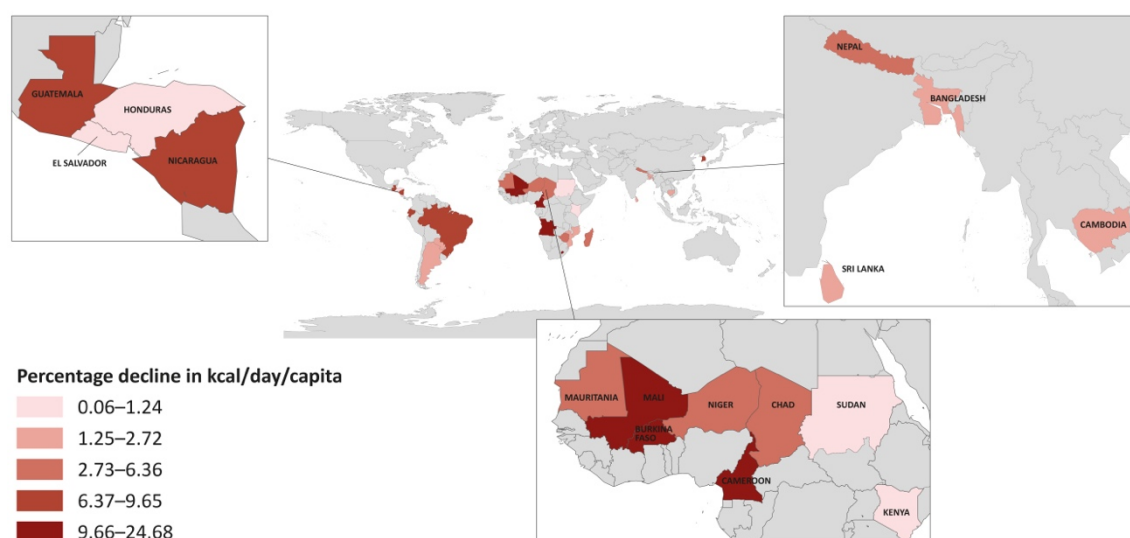 GUATEMALA
HONDURAS
EL SALVADOR
NICARAGUA
NEPAL
BANGLADESH
CAMBODIA
SRI LANKA
MAURITANIA
MALI
NIGER
CHAD
SUDAN
BURKINA
FASO
CAMEROON
KENYA
Percentage decline in kcal/day/capita
0.06–1.24
1.25–2.72
2.73–6.36
6.37–9.65
9.66–24.68